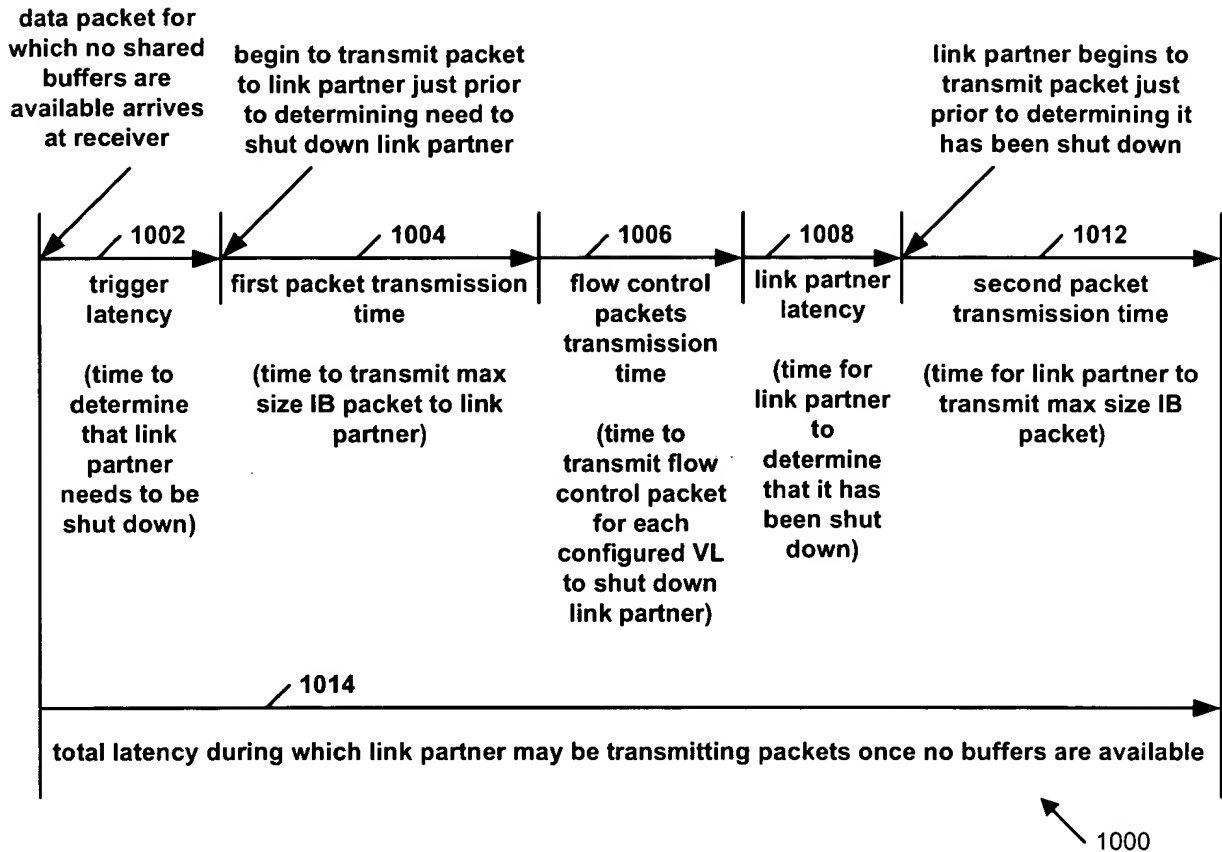 data packet for
which no shared
buffers are
available arrives
at receiver
begin to transmit packet
to link partner just prior
to determining need to
shut down link partner
link partner begins to
transmit packet just
prior to determining it
has been shut down
1002
1004
1006
1008
1012
trigger
latency
(time to
determine
that link
partner
needs to be
shut down)
first packet transmission
time
(time to transmit max
size IB packet to link
partner)
flow control
packets
transmission
time
(time to
transmit flow
control packet
for each
configured VL
to shut down
link partner)
link partner
latency
(time for
link partner
to
determine
that it has
been shut
down)
second packet
transmission time
(time for link partner to
transmit max size IB
packet)
1014
total latency during which link partner may be transmitting packets once no buffers are available
1000